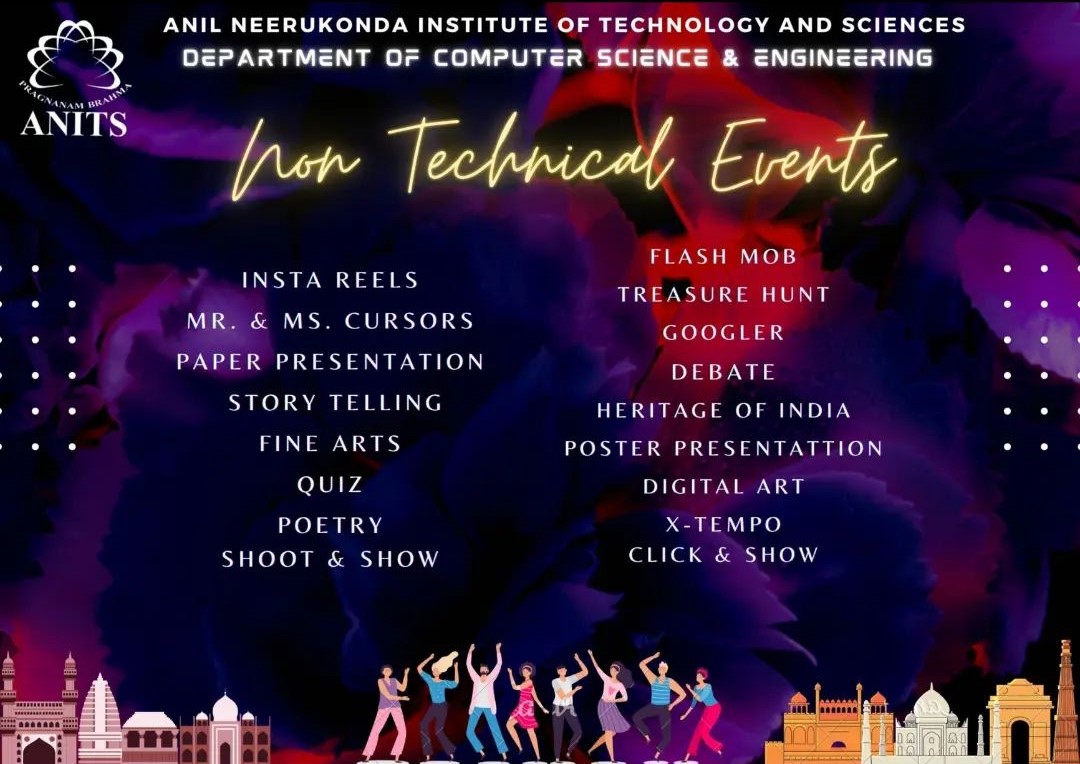 ANIL NEERUKONDA INSTITUTE OF TECHNOLOGY AND SCIENCES
DEPARTMENT OF COMPUTER SCIENCE & ENGINEERING
PRAGNANAM BRAHMA
ANITS
Non Technical Events
INSTA REELS
MR. & MS. CURSORS
PAPER PRESENTATION
STORY TELLING
FINE ARTS
QUIZ
POETRY
SHOOT & SHOW
FLASH MOB
TREASURE HUNT
GOOGLER
DEBATE
HERITAGE OF INDIA
POSTER PRESENTATTION
DIGITAL ART
X-TEMPO
CLICK & SHOW